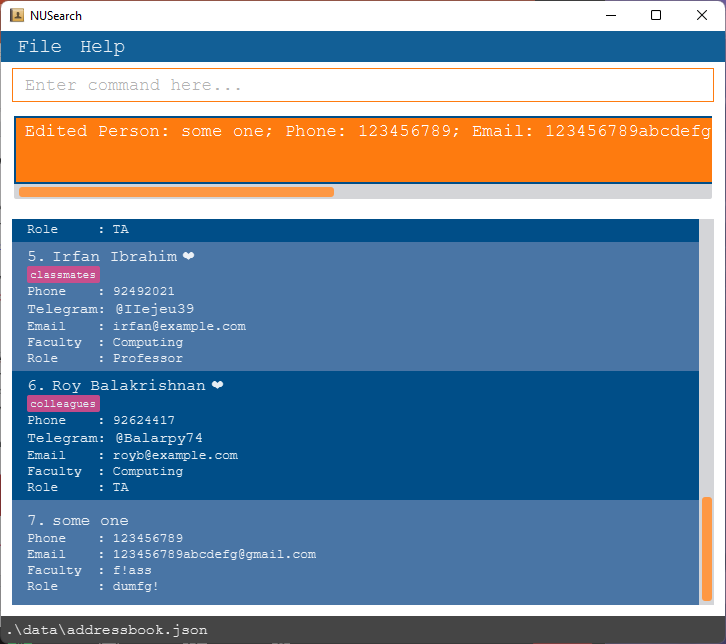 NUSearch
File Help
Enter command here...
Edited Person: some one; Phone: 123456789; Email: 123456789abcdefg
Role : TA
5. Irfan Ibrahim ❤
classmates
Phone : 92492021
Telegram: @IIejeu39
Email : irfan@example.com
Faculty : Computing
Role : Professor
6. Roy Balakrishnan ❤
colleagues
Phone : 92624417
Telegram: @Balarpy74
Email : royb@example.com
Faculty : Computing
Role : TA
7. some one
Phone : 123456789
Email : 123456789abcdefg@gmail.com
Faculty : f!ass
Role : dumfg!
.\data\addressbook.json